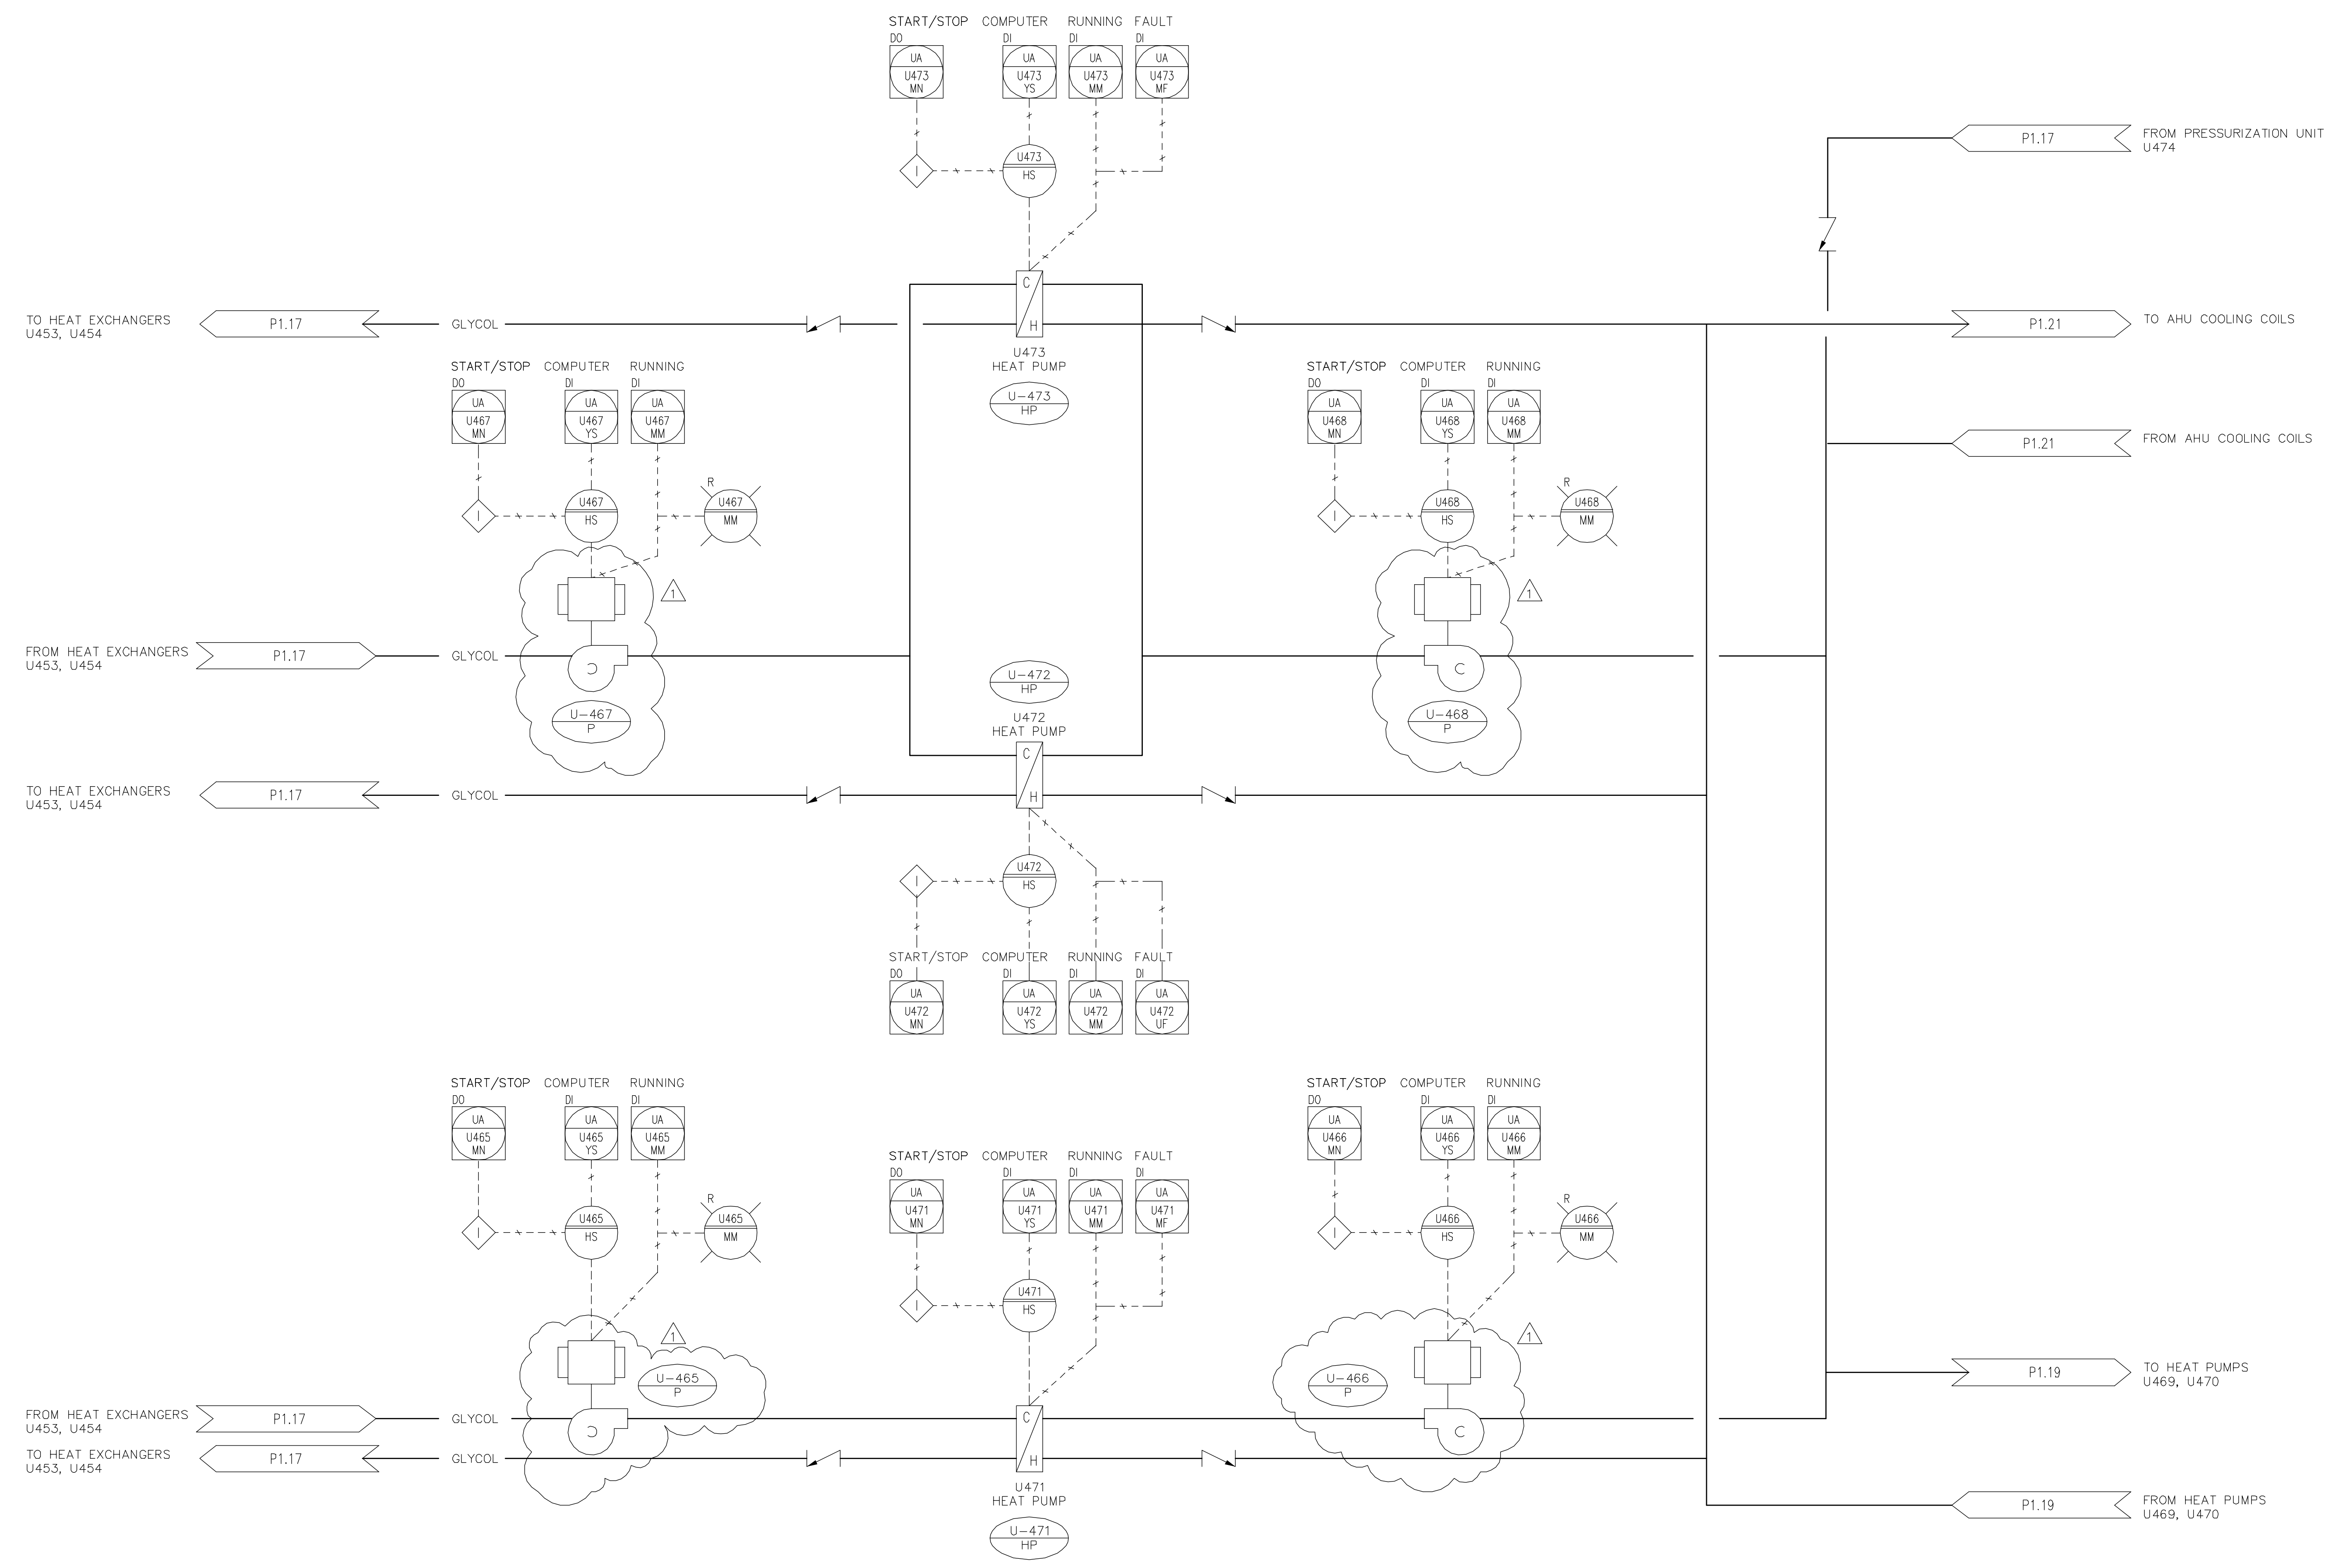 START/STOP COMPUTER RUNNING FAULT
DO DI DI DI
UA UA UA UA
U473 U473 U473 U473
MN YS MM MF
P1.17 FROM PRESSURIZATION UNIT
U474
I U473
HS
C
H
TO HEAT EXCHANGERS
U453, U454
P1.17 GLYCOL
P1.21 TO AHU COOLING COILS
U473
HEAT PUMP
U-473
HP
START/STOP COMPUTER RUNNING
DO DI DI
UA UA UA
U467 U467 U467
MN YS MM
START/STOP COMPUTER RUNNING
DO DI DI
UA UA UA
U468 U468 U468
MN YS MM
P1.21 FROM AHU COOLING COILS
R
I U467 U467
HS MM
R
I U468 U468
HS MM
1
1
FROM HEAT EXCHANGERS
U453, U454
P1.17 GLYCOL
C
C
U-467
P
U-472
HP
U472
HEAT PUMP
U-468
P
C
H
TO HEAT EXCHANGERS
U453, U454
P1.17 GLYCOL
I U472
HS
START/STOP COMPUTER RUNNING FAULT
DO DI DI DI
UA UA UA UA
U472 U472 U472 U472
MN YS MM UF
START/STOP COMPUTER RUNNING
DO DI DI
UA UA UA
U465 U465 U465
MN YS MM
START/STOP COMPUTER RUNNING FAULT
DO DI DI DI
UA UA UA UA
U471 U471 U471 U471
MN YS MM MF
START/STOP COMPUTER RUNNING
DO DI DI
UA UA UA
U466 U466 U466
MN YS MM
R
I U465 U465
HS MM
I U471
HS
R
I U466 U466
HS MM
1
1
U-465
P
U-466
P
P1.19 TO HEAT PUMPS
U469, U470
FROM HEAT EXCHANGERS
U453, U454
P1.17 GLYCOL
C
C
C
H
TO HEAT EXCHANGERS
U453, U454
P1.17 GLYCOL
U471
HEAT PUMP
U-471
HP
P1.19 FROM HEAT PUMPS
U469, U470